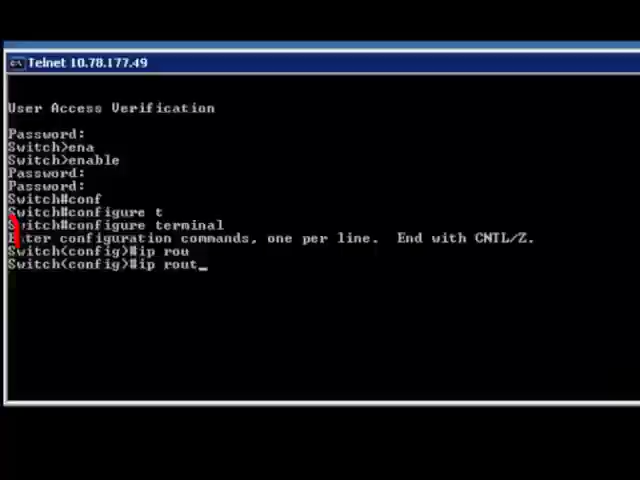 Telnet 10.78.177.49
User Access Verification
Password:
Switch>ena
Switch>enable
Password:
Password:
Switch#conf
Switch#configure t
Switch#configure terminal
Enter configuration commands, one per line.  End with CNTL/Z.
Switch(config)#ip rou
Switch(config)#ip rout_